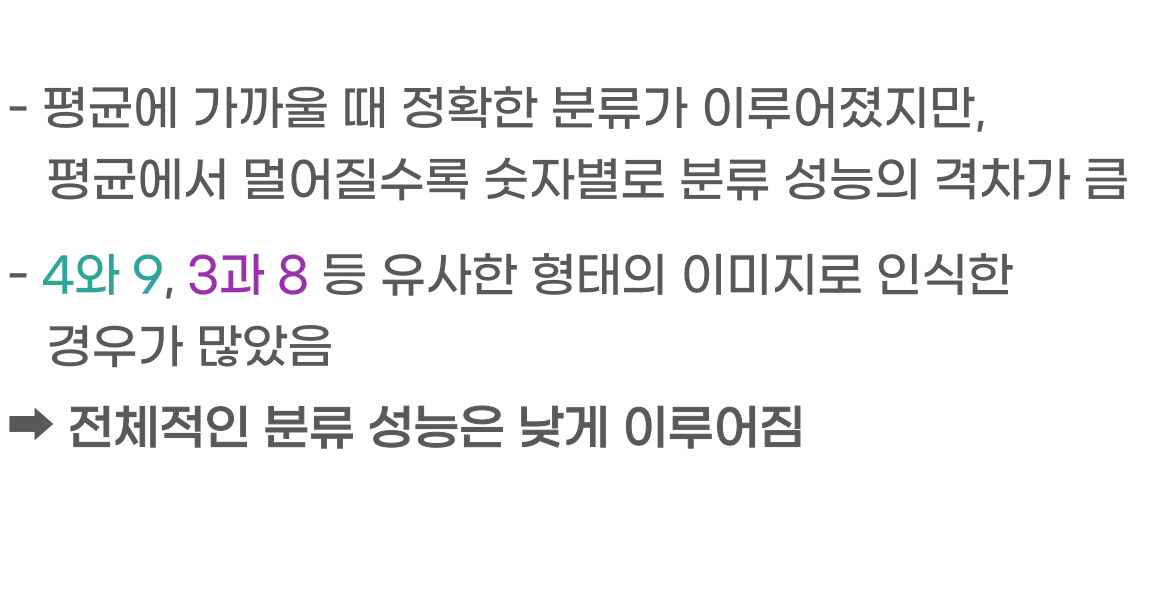 - 평균에 가까울 때 정확한 분류가 이루어졌지만,
평균에서 멀어질수록 숫자별로 분류 성능의 격차가 큼
- 4와 9, 3과 8 등 유사한 형태의 이미지로 인식한
경우가 많았음
➡ 전체적인 분류 성능은 낮게 이루어짐